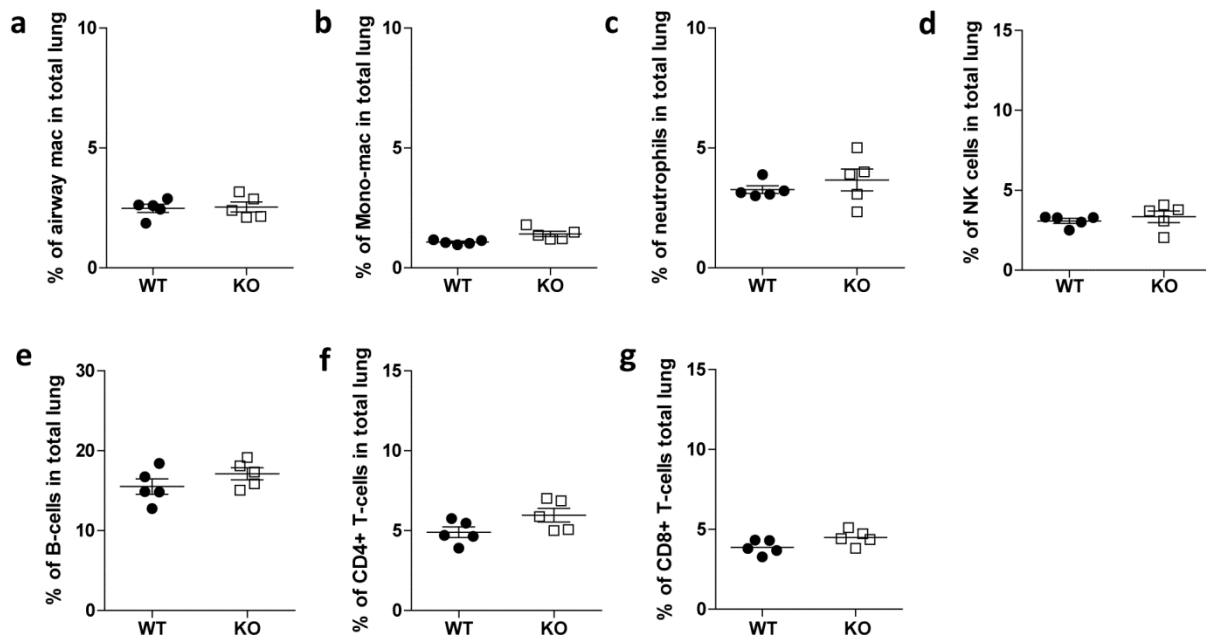 a
% of airway mac in total lung
10
5
0
WT KO
b
% of Mono-mac in total lung
10
5
0
WT KO
c
% of neutrophils in total lung
10
5
0
WT KO
d
% of NK cells in total lung
15
10
5
0
WT KO
e
% of B-cells in total lung
30
20
10
0
WT KO
f
% of CD4+ T-cells in total lung
15
10
5
0
WT KO
g
% of CD8+ T-cells total lung
15
10
5
0
WT KO